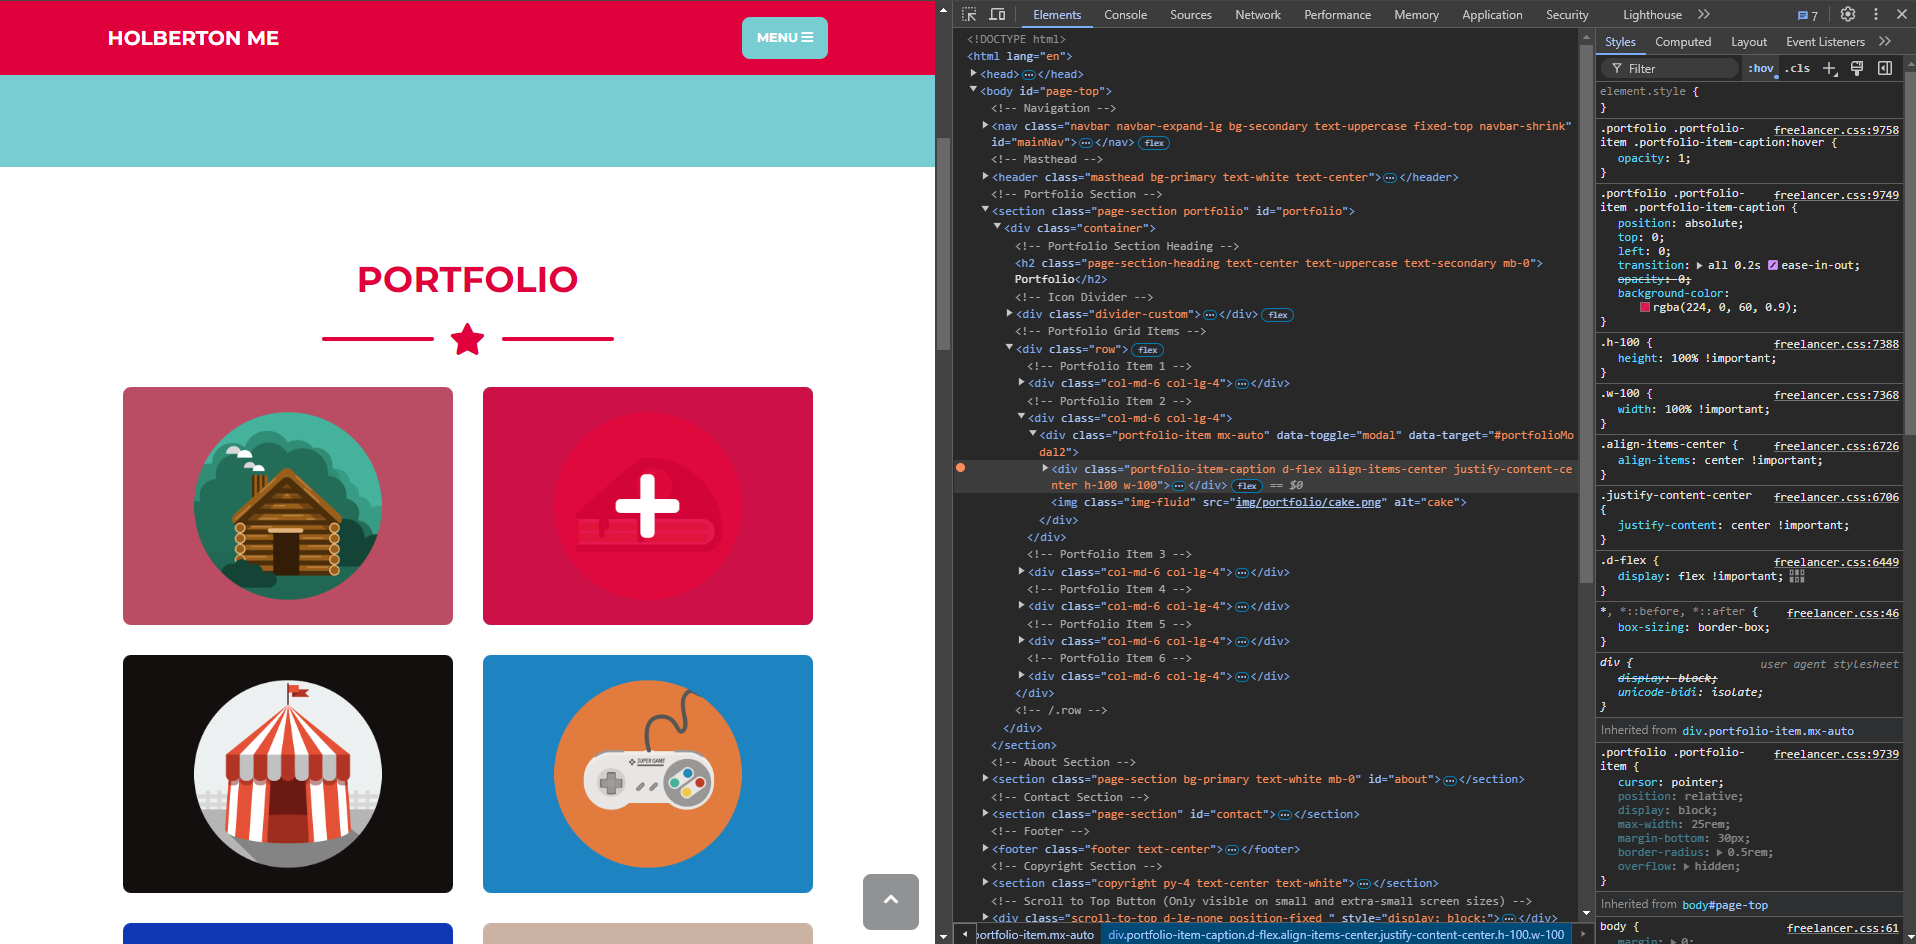 HOLBERTON ME
MENU
PORTFOLIO
SUPER GAME
Elements Console Sources Network Performance Memory Application Security Lighthouse 7
<!DOCTYPE html>
<html lang="en">
<head> ··· </head>
<body id="page-top">
<!-- Navigation -->
<nav class="navbar navbar-expand-lg bg-secondary text-uppercase fixed-top navbar-shrink"
id="mainNav"> ··· </nav> flex
<!-- Masthead -->
<header class="masthead bg-primary text-white text-center"> ··· </header>
<!-- Portfolio Section -->
<section class="page-section portfolio" id="portfolio">
<div class="container">
<!-- Portfolio Section Heading -->
<h2 class="page-section-heading text-center text-uppercase text-secondary mb-0">
Portfolio</h2>
<!-- Icon Divider -->
<div class="divider-custom"> ··· </div> flex
<!-- Portfolio Grid Items -->
<div class="row"> flex
<!-- Portfolio Item 1 -->
<div class="col-md-6 col-lg-4"> ··· </div>
<!-- Portfolio Item 2 -->
<div class="col-md-6 col-lg-4">
<div class="portfolio-item mx-auto" data-toggle="modal" data-target="#portfolioMo
dal2">
<div class="portfolio-item-caption d-flex align-items-center justify-content-ce
nter h-100 w-100"> ··· </div> flex == $0
<img class="img-fluid" src="img/portfolio/cake.png" alt="cake">
</div>
</div>
<!-- Portfolio Item 3 -->
<div class="col-md-6 col-lg-4"> ··· </div>
<!-- Portfolio Item 4 -->
<div class="col-md-6 col-lg-4"> ··· </div>
<!-- Portfolio Item 5 -->
<div class="col-md-6 col-lg-4"> ··· </div>
<!-- Portfolio Item 6 -->
<div class="col-md-6 col-lg-4"> ··· </div>
</div>
<!-- /.row -->
</div>
</section>
<!-- About Section -->
<section class="page-section bg-primary text-white mb-0" id="about"> ··· </section>
<!-- Contact Section -->
<section class="page-section" id="contact"> ··· </section>
<!-- Footer -->
<footer class="footer text-center"> ··· </footer>
<!-- Copyright Section -->
<section class="copyright py-4 text-center text-white"> ··· </section>
<!-- Scroll to Top Button (Only visible on small and extra-small screen sizes) -->
<div class="scroll-to-top d-lg-none position-fixed " style="display: block;"> ··· </div>
portfolio-item.mx-auto div.portfolio-item-caption.d-flex.align-items-center.justify-content-center.h-100.w-100
Styles Computed Layout Event Listeners
Filter :hov .cls
element.style {
}
.portfolio .portfolio- freelancer.css:9758
item .portfolio-item-caption:hover {
opacity: 1;
}
.portfolio .portfolio- freelancer.css:9749
item .portfolio-item-caption {
position: absolute;
top: 0;
left: 0;
transition: all 0.2s ease-in-out;
opacity: 0;
background-color:
rgba(224, 0, 60, 0.9);
}
.h-100 { freelancer.css:7388
height: 100% !important;
}
.w-100 { freelancer.css:7368
width: 100% !important;
}
.align-items-center { freelancer.css:6726
align-items: center !important;
}
.justify-content-center freelancer.css:6706
{
justify-content: center !important;
}
.d-flex { freelancer.css:6449
display: flex !important;
}
*, *::before, *::after { freelancer.css:46
box-sizing: border-box;
}
div { user agent stylesheet
display: block;
unicode-bidi: isolate;
}
Inherited from div.portfolio-item.mx-auto
.portfolio .portfolio- freelancer.css:9739
item {
cursor: pointer;
position: relative;
display: block;
max-width: 25rem;
margin-bottom: 30px;
border-radius: 0.5rem;
overflow: hidden;
}
Inherited from body#page-top
body { freelancer.css:61
margin: 0;